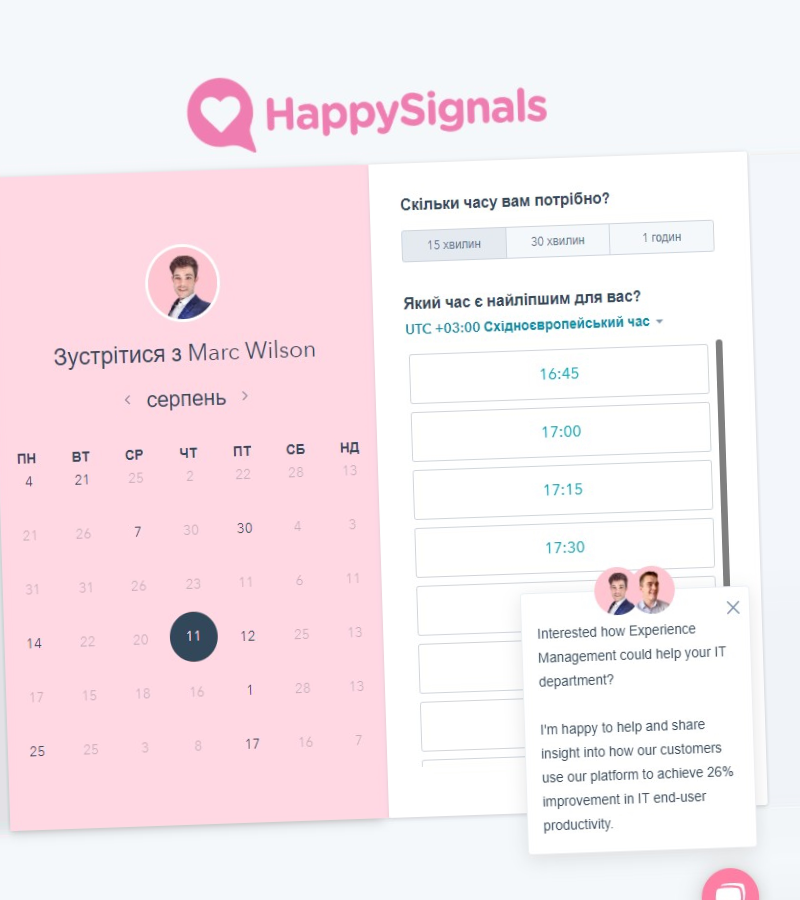 HappySignals
Зустрітися з Marc Wilson
серпень
ПН ВТ СР ЧТ ПТ СБ НД
4 21 25 2 22 28 13
21 26 7 30 30 4 3
31 31 26 23 11 6 11
14 22 20 11 12 25 13
17 15 18 16 1 28 13
25 25 3 8 17 16 7
Скільки часу вам потрібно?
15 хвилин 30 хвилин 1 годин
Який час є найліпшим для вас?
UTC +03:00 Східноєвропейський час
16:45
17:00
17:15
17:30
Interested how Experience
Management could help your IT
department?
I'm happy to help and share
insight into how our customers
use our platform to achieve 26%
improvement in IT end-user
productivity.